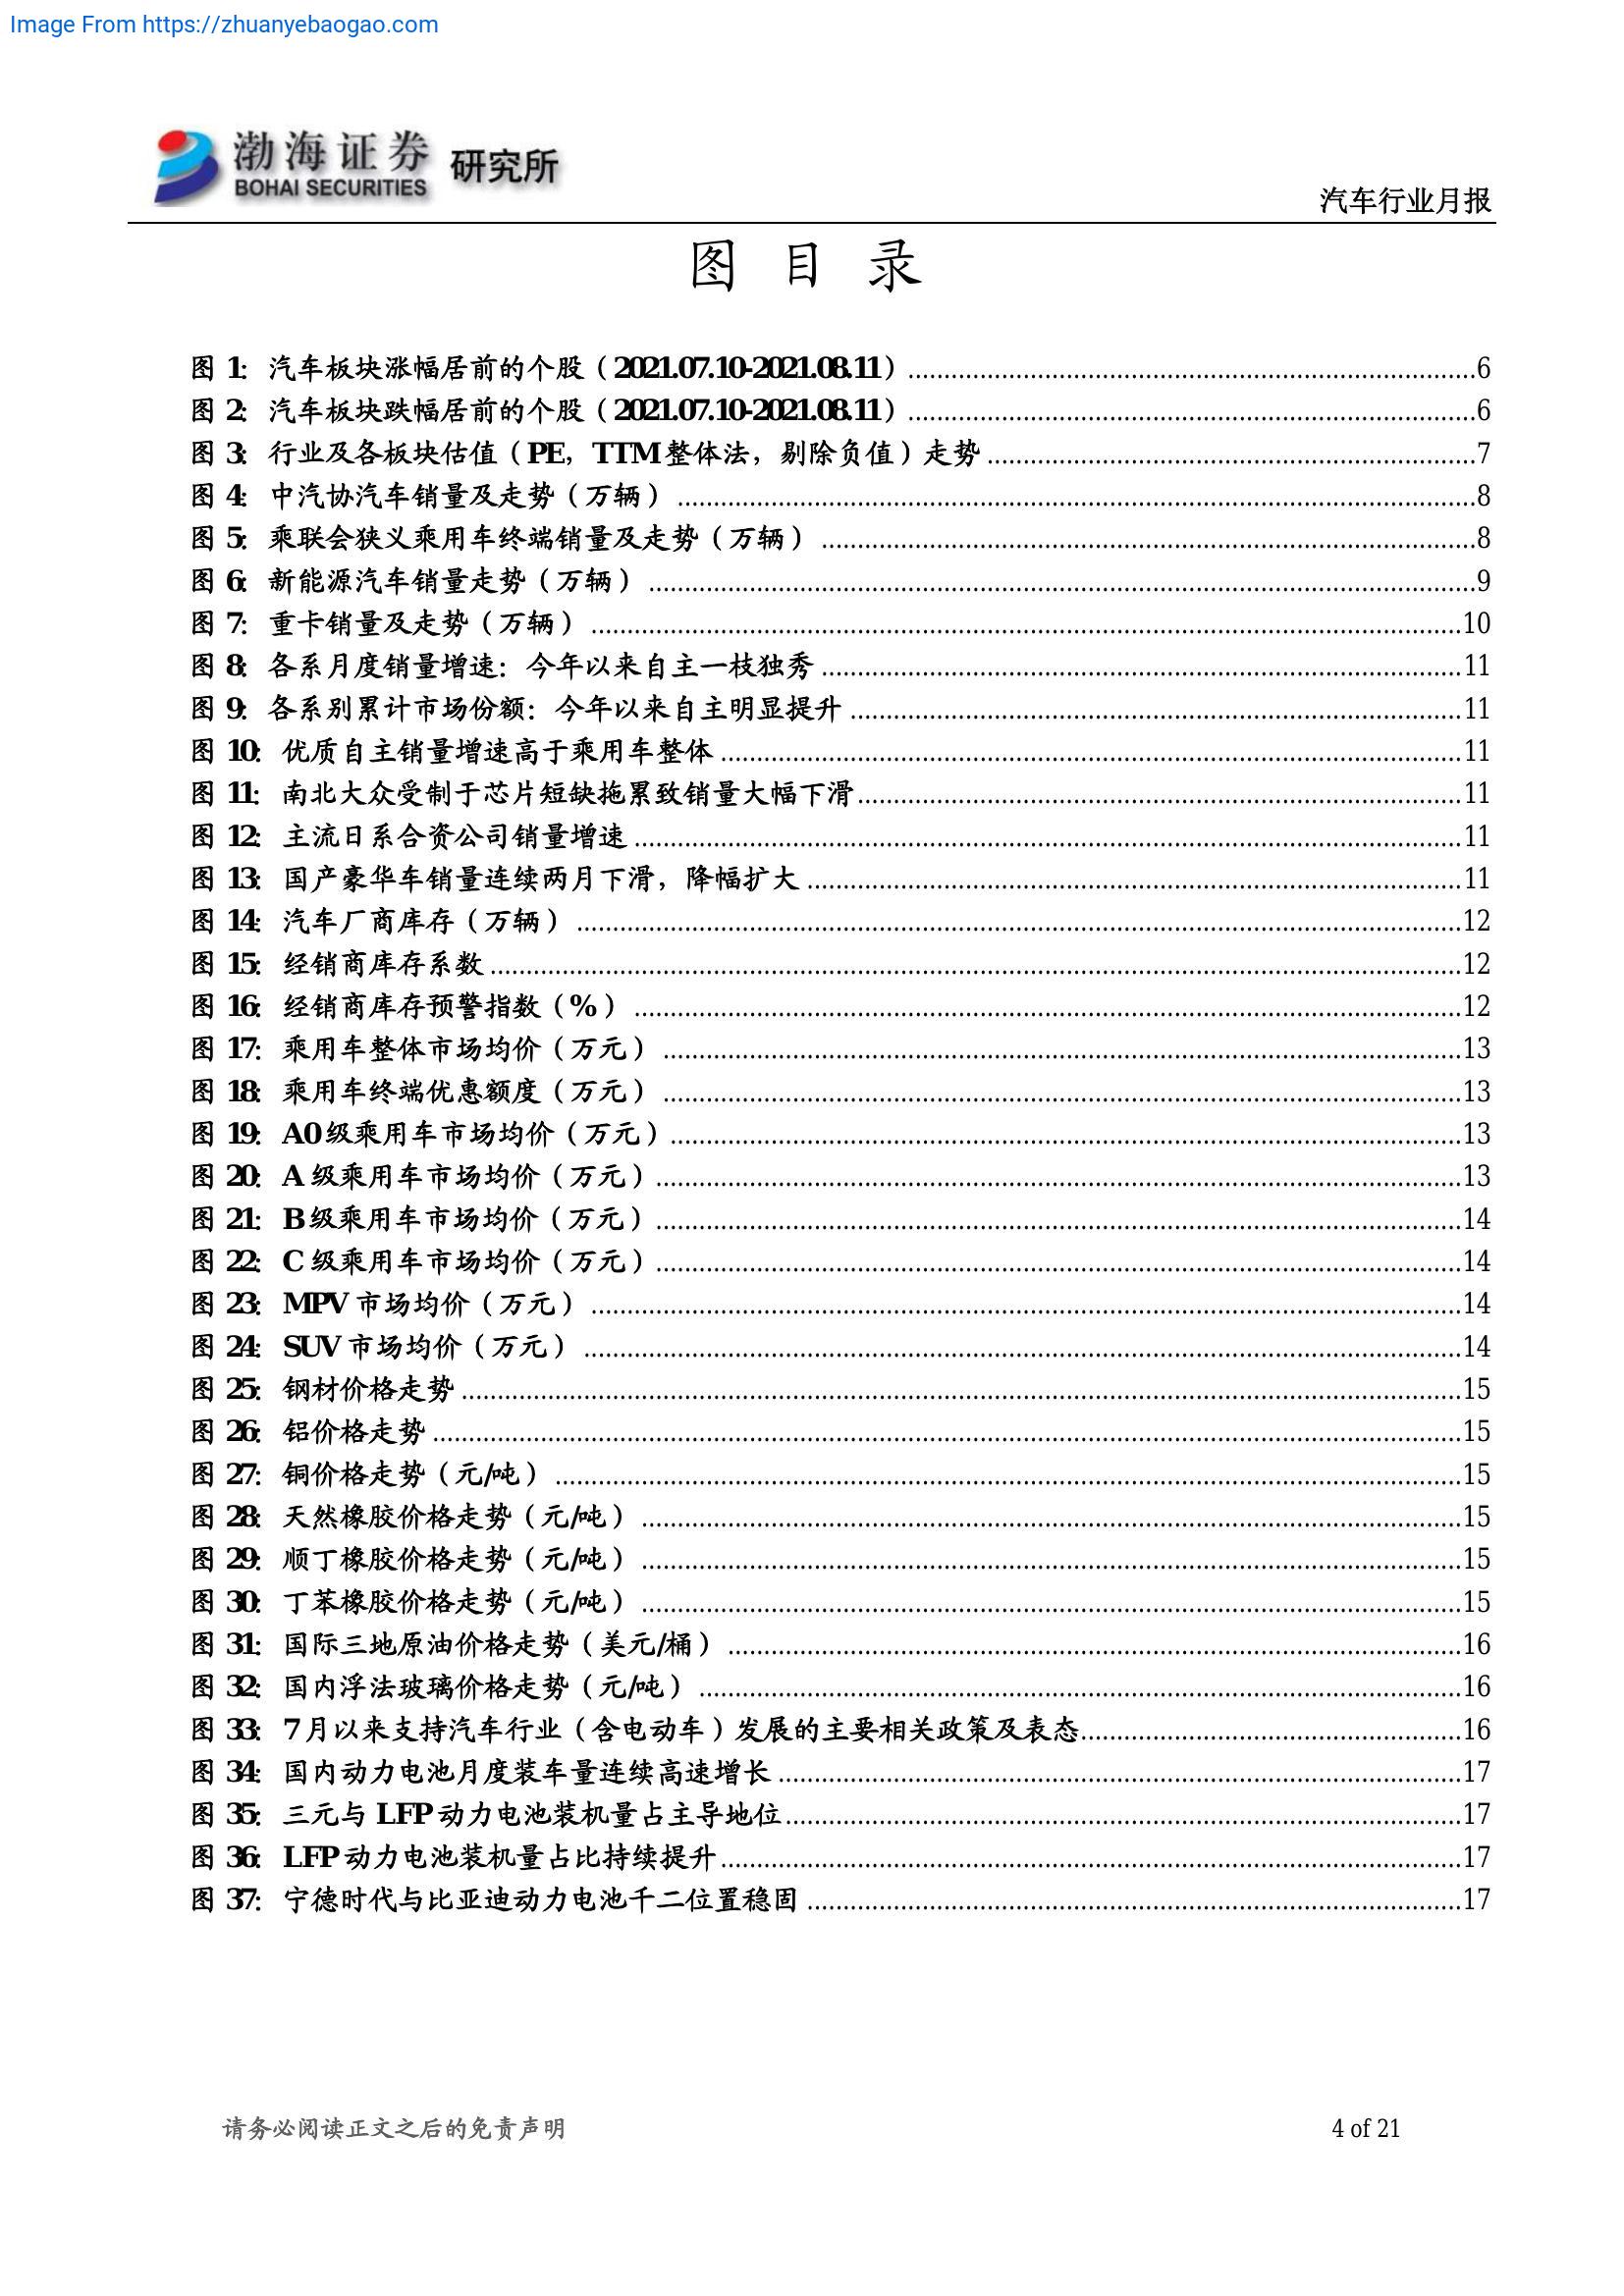 Image From https://zhuanyebaogao.com
渤海证券 研究所
BOHAI SECURITIES
汽车行业月报
图 目 录
图 1: 汽车板块涨幅居前的个股（2021.07.10-2021.08.11）......6
图 2: 汽车板块跌幅居前的个股（2021.07.10-2021.08.11）......6
图 3: 行业及各板块估值（PE，TTM 整体法，剔除负值）走势......7
图 4: 中汽协汽车销量及走势（万辆）......8
图 5: 乘联会狭义乘用车终端销量及走势（万辆）......8
图 6: 新能源汽车销量走势（万辆）......9
图 7: 重卡销量及走势（万辆）......10
图 8: 各系月度销量增速：今年以来自主一枝独秀......11
图 9: 各系别累计市场份额：今年以来自主明显提升......11
图 10: 优质自主销量增速高于乘用车整体......11
图 11: 南北大众受制于芯片短缺拖累致销量大幅下滑......11
图 12: 主流日系合资公司销量增速......11
图 13: 国产豪华车销量连续两月下滑，降幅扩大......11
图 14: 汽车厂商库存（万辆）......12
图 15: 经销商库存系数......12
图 16: 经销商库存预警指数（%）......12
图 17: 乘用车整体市场均价（万元）......13
图 18: 乘用车终端优惠额度（万元）......13
图 19: A0 级乘用车市场均价（万元）......13
图 20: A 级乘用车市场均价（万元）......13
图 21: B 级乘用车市场均价（万元）......14
图 22: C 级乘用车市场均价（万元）......14
图 23: MPV 市场均价（万元）......14
图 24: SUV 市场均价（万元）......14
图 25: 钢材价格走势......15
图 26: 铝价格走势......15
图 27: 铜价格走势（元/吨）......15
图 28: 天然橡胶价格走势（元/吨）......15
图 29: 顺丁橡胶价格走势（元/吨）......15
图 30: 丁苯橡胶价格走势（元/吨）......15
图 31: 国际三地原油价格走势（美元/桶）......16
图 32: 国内浮法玻璃价格走势（元/吨）......16
图 33: 7 月以来支持汽车行业（含电动车）发展的主要相关政策及表态......16
图 34: 国内动力电池月度装车量连续高速增长......17
图 35: 三元与 LFP 动力电池装机量占主导地位......17
图 36: LFP 动力电池装机量占比持续提升......17
图 37: 宁德时代与比亚迪动力电池千二位置稳固......17
请务必阅读正文之后的免责声明
4 of 21